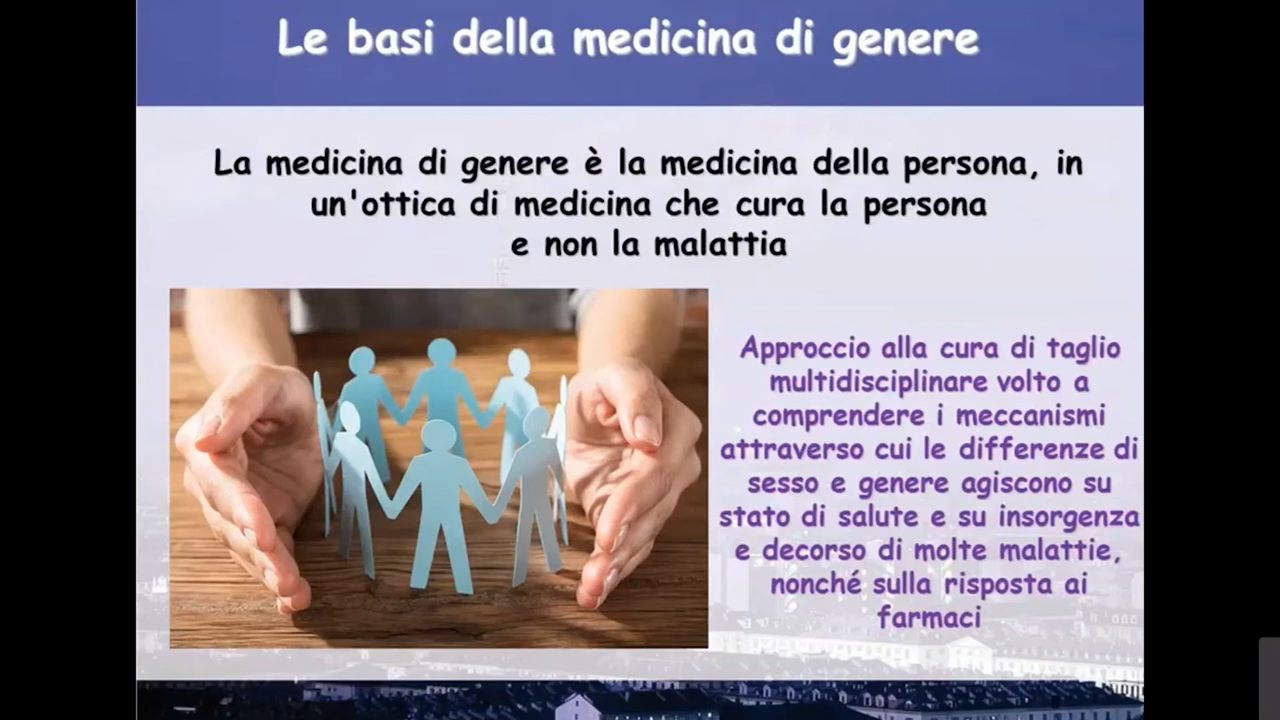 Le basi della medicina di genere
La medicina di genere è la medicina della persona, in
un'ottica di medicina che cura la persona
e non la malattia
Approccio alla cura di taglio
multidisciplinare volto a
comprendere i meccanismi
attraverso cui le differenze di
sesso e genere agiscono su
stato di salute e su insorgenza
e decorso di molte malattie,
nonché sulla risposta ai
farmaci